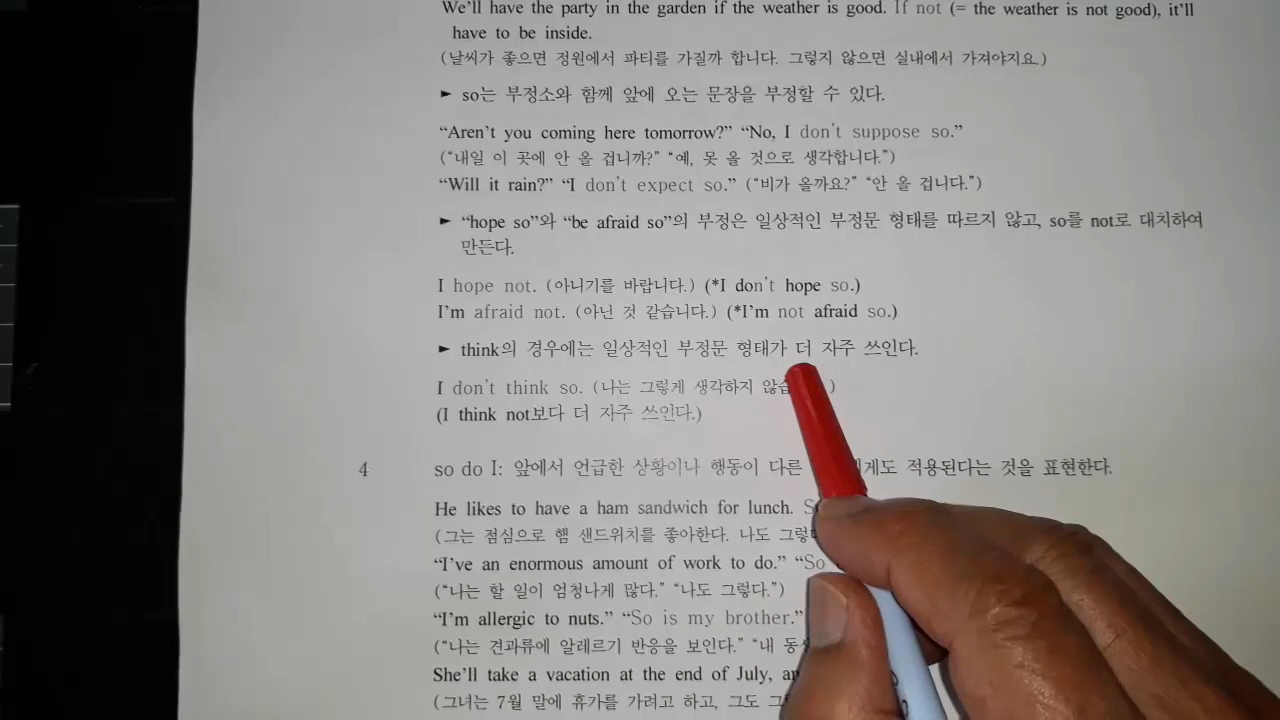 We'll have the party in the garden if the weather is good. If not (= the weather is not good), it'll
have to be inside.
(날씨가 좋으면 정원에서 파티를 가질까 합니다. 그렇지 않으면 실내에서 가져야지요.)
► so는 부정소와 함께 앞에 오는 문장을 부정할 수 있다.
“Aren't you coming here tomorrow?” “No, I don't suppose so.”
(“내일 이 곳에 안 올 겁니까?” “예, 못 올 것으로 생각합니다.”)
“Will it rain?” “I don't expect so.” (“비가 올까요?” “안 올 겁니다.”)
► “hope so”와 “be afraid so”의 부정은 일상적인 부정문 형태를 따르지 않고, so를 not로 대치하여
만든다.
I hope not. (아니기를 바랍니다.) (*I don't hope so.)
I'm afraid not. (아닌 것 같습니다.) (*I'm not afraid so.)
► think의 경우에는 일상적인 부정문 형태가 더 자주 쓰인다.
I don't think so. (나는 그렇게 생각하지 )
(I think not보다 더 자주 쓰인다.)
4 so do I: 앞에서 언급한 상황이나 행동이 다른 적용된다는 것을 표현한다.
He likes to have a ham sandwich for lunch.
(그는 점심으로 햄 샌드위치를 좋아한다. 나도
“I've an enormous amount of work to do.” “So
(“나는 할 일이 엄청나게 많다.” “나도 그렇다.”)
“I'm allergic to nuts.” “So is my brother.”
(“나는 견과류에 알레르기 반응을 보인다.” “내
She'll take a vacation at the end of July,
(그녀는 7월 말에 휴가를 가려고 하고, 그도